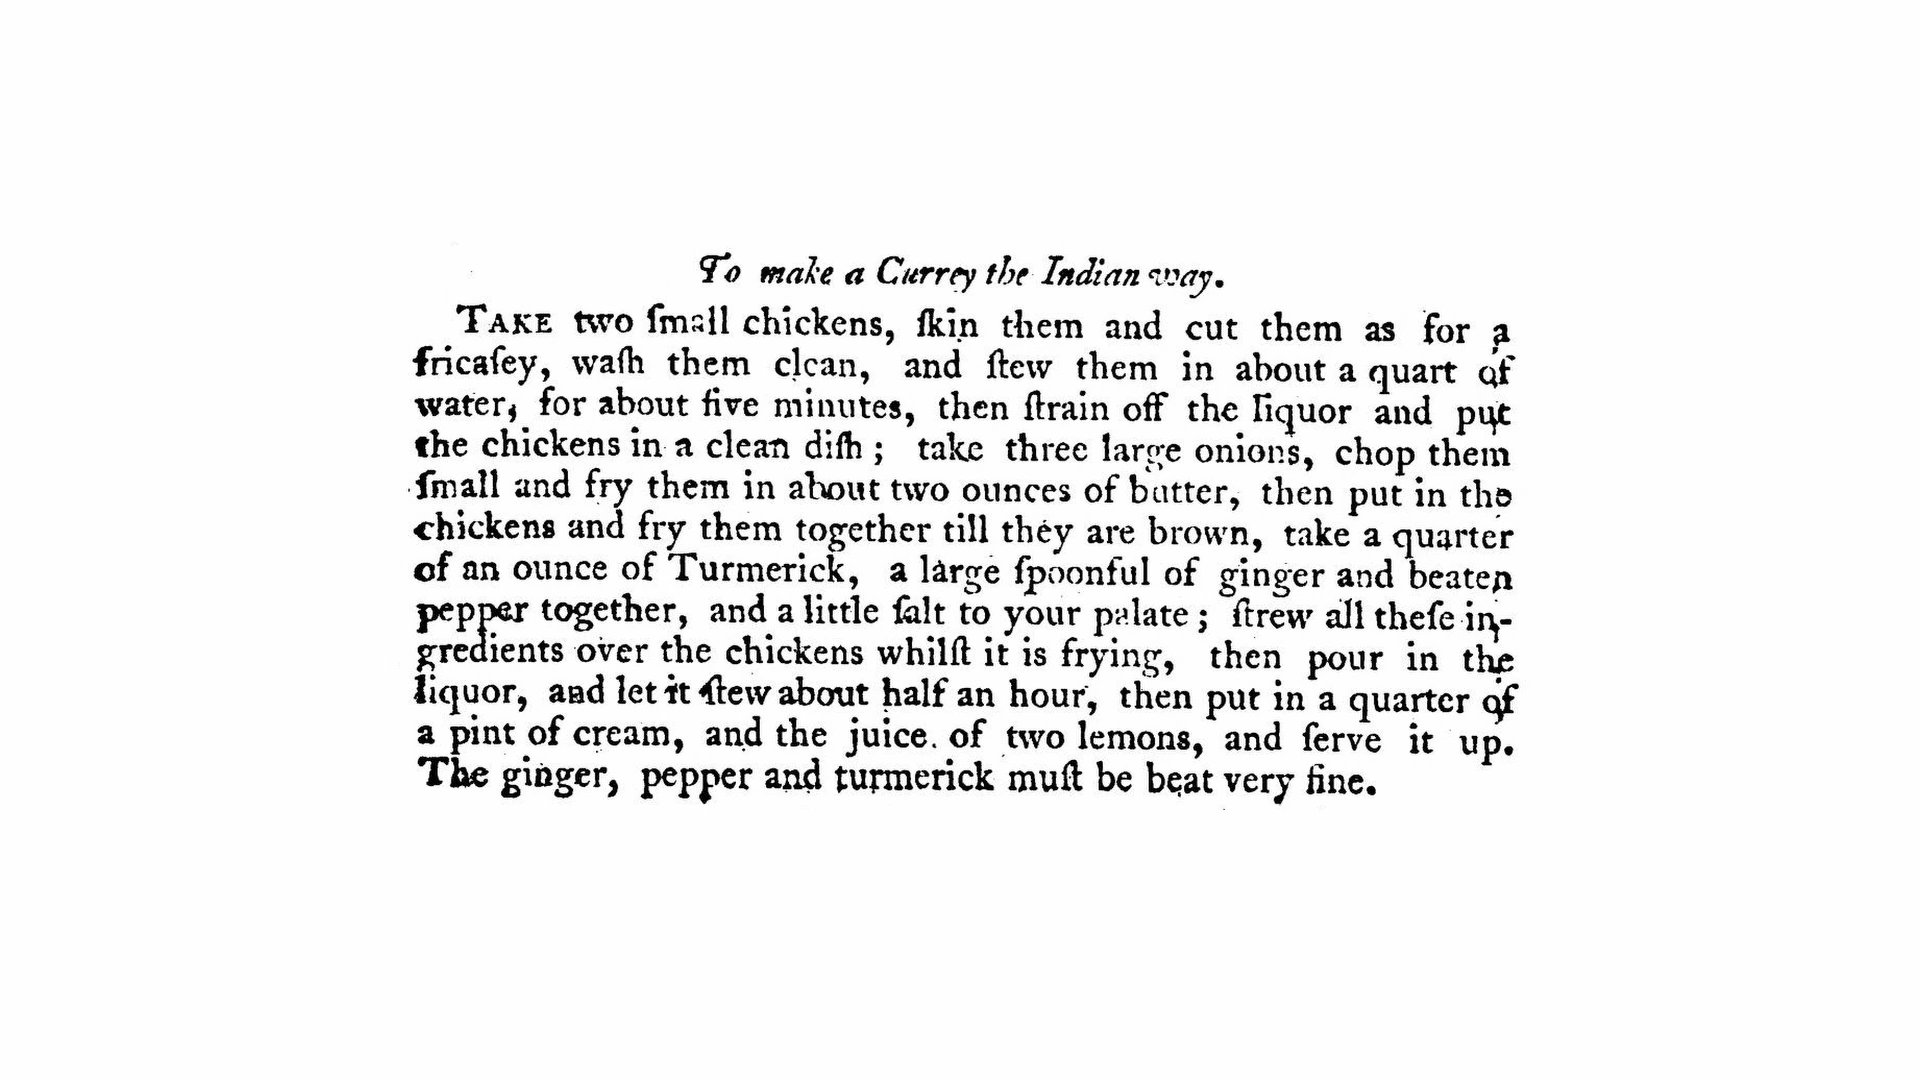 To make a Currey the Indian way.
TAKE two ſmall chickens, ſkin them and cut them as for a
fricaſey, waſh them clean, and ſtew them in about a quart of
water, for about five minutes, then ſtrain off the liquor and put
the chickens in a clean diſh ; take three large onions, chop them
ſmall and fry them in about two ounces of butter, then put in the
chickens and fry them together till they are brown, take a quarter
of an ounce of Turmerick, a large ſpoonful of ginger and beaten
pepper together, and a little ſalt to your palate ; ſtrew all theſe in-
gredients over the chickens whilſt it is frying, then pour in the
liquor, and let it ſtew about half an hour, then put in a quarter of
a pint of cream, and the juice of two lemons, and ſerve it up.
The ginger, pepper and turmerick muſt be beat very fine.